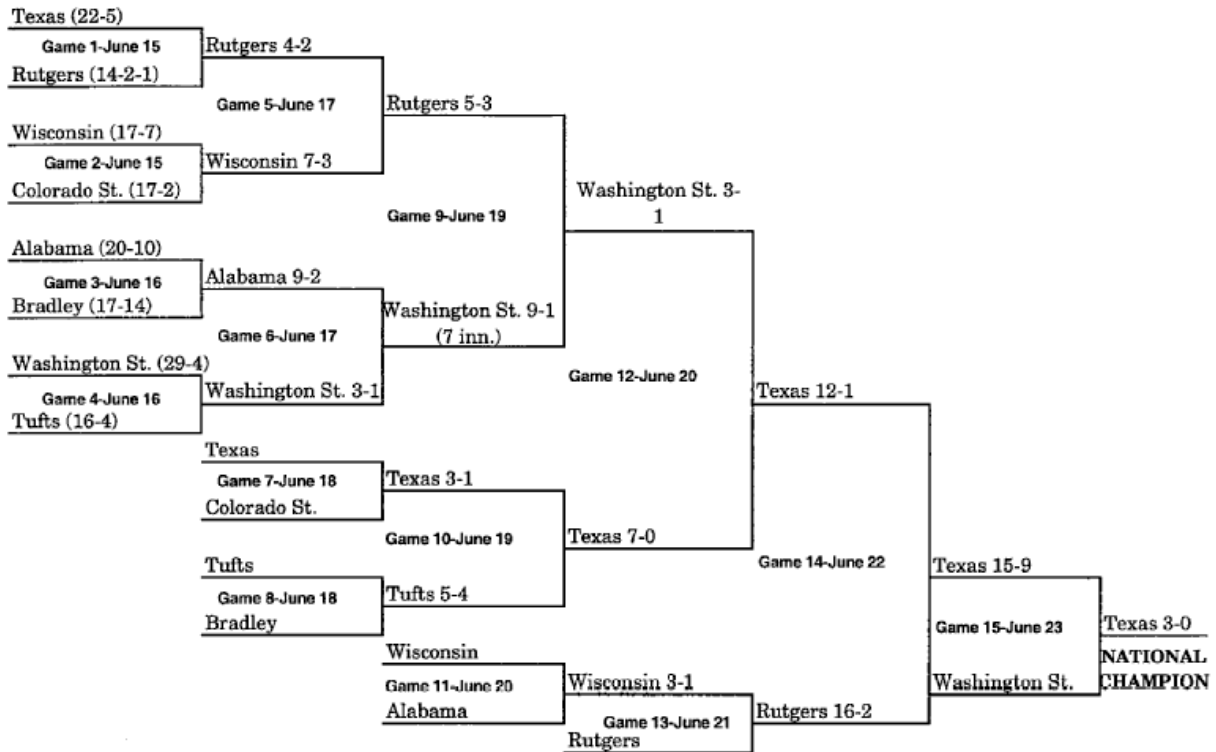 Texas (22-5)
Game 1-June 15
Rutgers 4-2
Rutgers (14-2-1)
Game 5-June 17
Rutgers 5-3
Wisconsin (17-7)
Game 2-June 15
Wisconsin 7-3
Colorado St. (17-2)
Washington St. 3-
1
Game 9-June 19
Alabama (20-10)
Game 3-June 16
Alabama 9-2
Bradley (17-14)
Washington St. 9-1
(7 inn.)
Game 6-June 17
Washington St. (29-4)
Game 4-June 16
Washington St. 3-1
Tufts (16-4)
Game 12-June 20
Texas 12-1
Texas
Game 7-June 18
Texas 3-1
Colorado St.
Game 10-June 19
Texas 7-0
Game 14-June 22
Texas 15-9
Tufts
Game 8-June 18
Tufts 5-4
Bradley
Game 15-June 23
Texas 3-0
NATIONAL
CHAMPION
Wisconsin
Game 11-June 20
Wisconsin 3-1
Washington St.
Alabama
Game 13-June 21
Rutgers 16-2
Rutgers